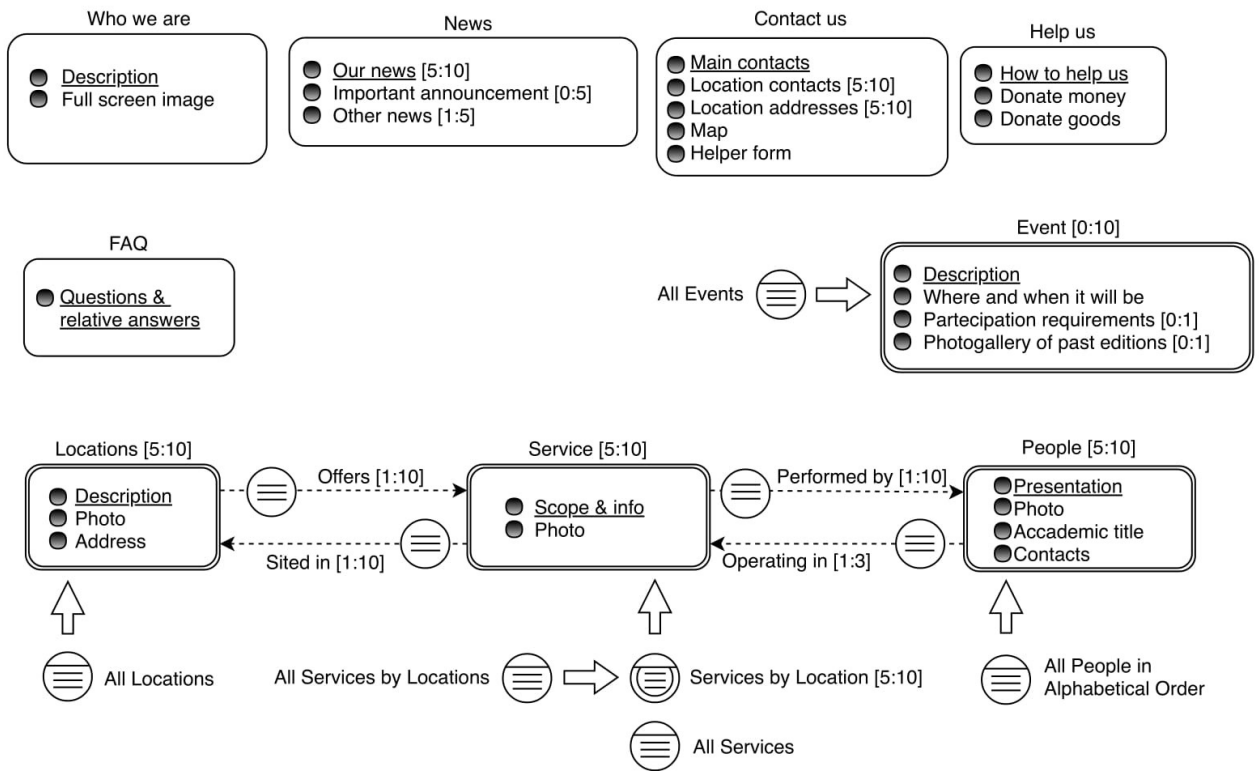 Who we are
Description
Full screen image
News
Our news [5:10]
Important announcement [0:5]
Other news [1:5]
Contact us
Main contacts
Location contacts [5:10]
Location addresses [5:10]
Map
Helper form
Help us
How to help us
Donate money
Donate goods
FAQ
Questions &
relative answers
All Events
Event [0:10]
Description
Where and when it will be
Partecipation requirements [0:1]
Photogallery of past editions [0:1]
Locations [5:10]
Description
Photo
Address
Offers [1:10]
Sited in [1:10]
Service [5:10]
Scope & info
Photo
Performed by [1:10]
Operating in [1:3]
People [5:10]
Presentation
Photo
Accademic title
Contacts
All Locations
All Services by Locations
Services by Location [5:10]
All Services
All People in
Alphabetical Order